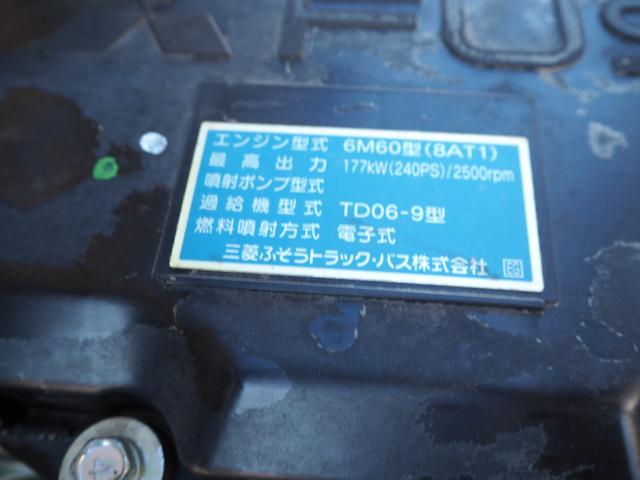 エンジン型式 6M60型(8AT1)
最高出力 177kW(240PS)/2500rpm
噴射ポンプ型式
過給機型式 TD06-9型
燃料噴射方式 電子式
三菱ふそうトラック・バス株式会社 EG